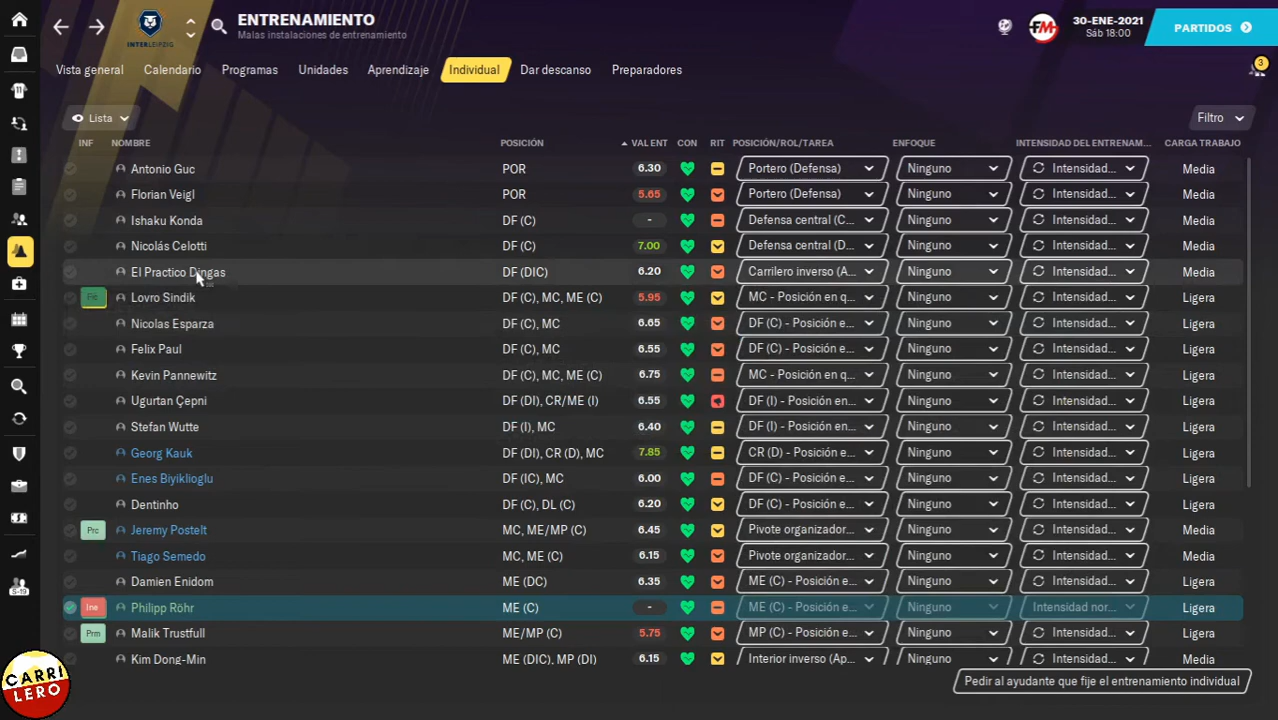 INTERLEIPZIG
ENTRENAMIENTO
Malas instalaciones de entrenamiento
FM
30-ENE-2021
Sáb 18:00
PARTIDOS
Vista general Calendario Programas Unidades Aprendizaje Individual Dar descanso Preparadores
3
11
Lista
Filtro
INF NOMBRE POSICIÓN VAL ENT CON RIT POSICIÓN/ROL/TAREA ENFOQUE INTENSIDAD DEL ENTRENAM... CARGA TRABAJO
Antonio Guc POR 6.30 Portero (Defensa) Ninguno Intensidad... Media
Florian Veigl POR 5.65 Portero (Defensa) Ninguno Intensidad... Media
Ishaku Konda DF (C) - Defensa central (C... Ninguno Intensidad... Media
Nicolás Celotti DF (C) 7.00 Defensa central (D... Ninguno Intensidad... Media
El Practico Dingas DF (DIC) 6.20 Carrilero inverso (A... Ninguno Intensidad... Media
Lovro Sindik DF (C), MC, ME (C) 5.95 MC - Posición en q... Ninguno Intensidad... Ligera
Nicolas Esparza DF (C), MC 6.65 DF (C) - Posición e... Ninguno Intensidad... Ligera
Felix Paul DF (C), MC 6.55 DF (C) - Posición e... Ninguno Intensidad... Ligera
Kevin Pannewitz DF (C), MC, ME (C) 6.75 MC - Posición en q... Ninguno Intensidad... Ligera
Ugurtan Çepni DF (DI), CR/ME (I) 6.55 DF (I) - Posición en... Ninguno Intensidad... Ligera
Stefan Wutte DF (I), MC 6.40 DF (I) - Posición en... Ninguno Intensidad... Ligera
Georg Kauk DF (DI), CR (D), MC 7.85 CR (D) - Posición e... Ninguno Intensidad... Ligera
Enes Biyiklioglu DF (IC), MC 6.00 DF (C) - Posición e... Ninguno Intensidad... Ligera
Dentinho DF (C), DL (C) 6.20 DF (C) - Posición e... Ninguno Intensidad... Ligera
Prc Jeremy Postelt MC, ME/MP (C) 6.45 Pivote organizador... Ninguno Intensidad... Media
Tiago Semedo MC, ME (C) 6.15 Pivote organizador... Ninguno Intensidad... Media
Damien Enidom ME (DC) 6.35 ME (C) - Posición e... Ninguno Intensidad... Ligera
Ine Philipp Röhr ME (C) - ME (C) - Posición e... Ninguno Intensidad nor... Ligera
Prm Malik Trustfull ME/MP (C) 5.75 MP (C) - Posición e... Ninguno Intensidad... Ligera
Kim Dong-Min ME (DIC), MP (DI) 6.15 Interior inverso (Ap... Ninguno Intensidad... Media
S-19
CARRI
LERO
Pedir al ayudante que fije el entrenamiento individual